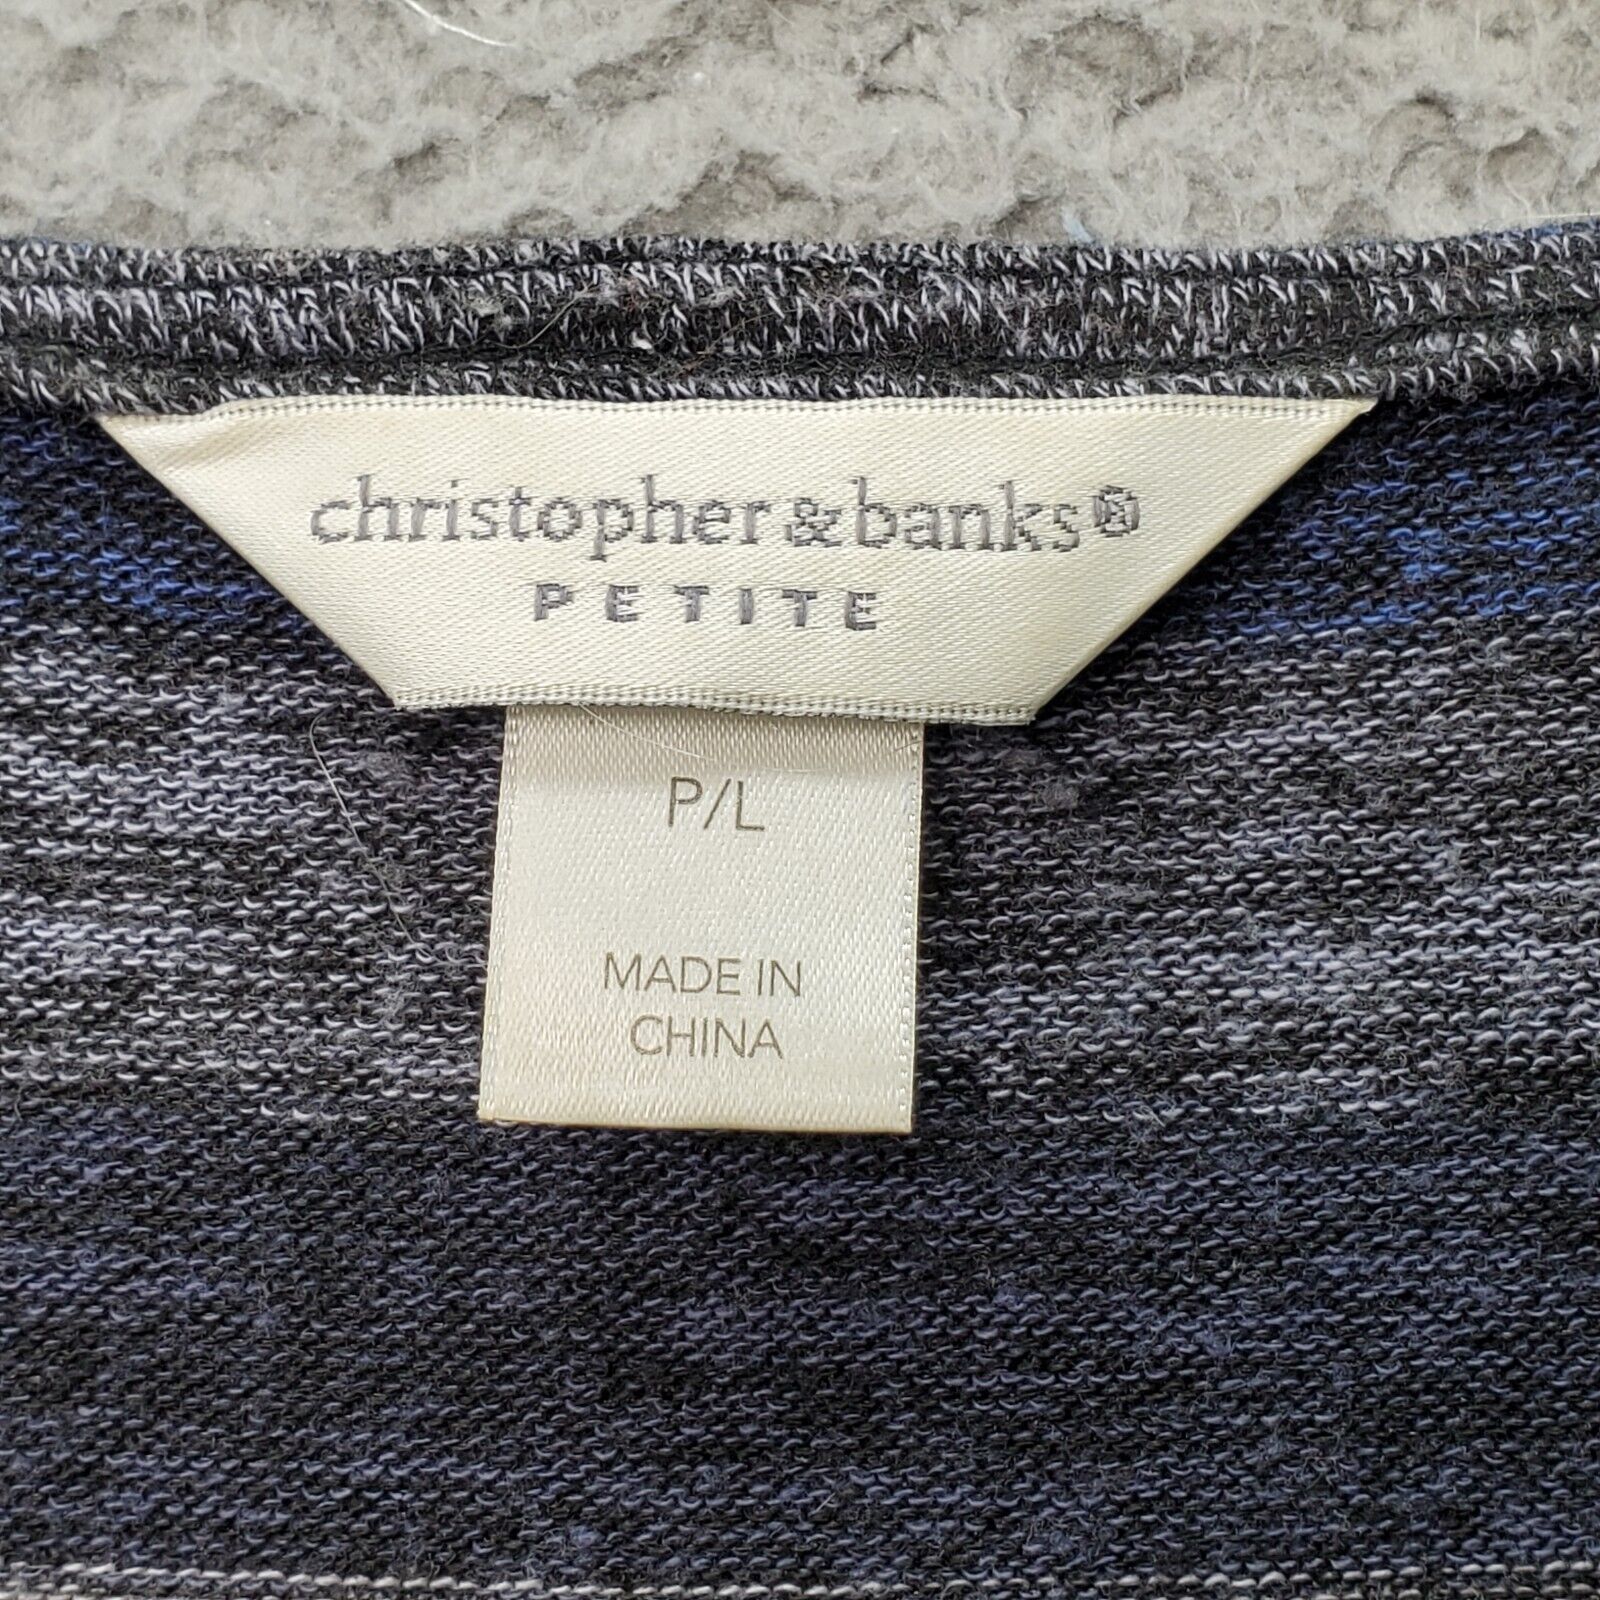 christopher & banks®
PETITE
P/L
MADE IN
CHINA